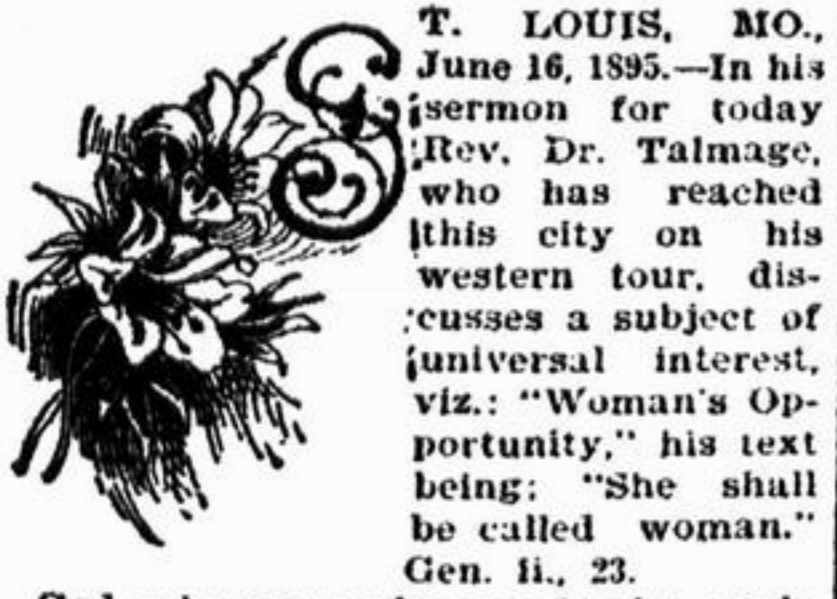 ST. LOUIS, MO.,
June 16, 1895.—In his
sermon for today
Rev. Dr. Talmage,
who has reached
this city on his
western tour, dis-
cusses a subject of
universal interest,
viz.: "Woman's Op-
portunity," his text
being: "She shall
be called woman."
Gen. ii., 23.